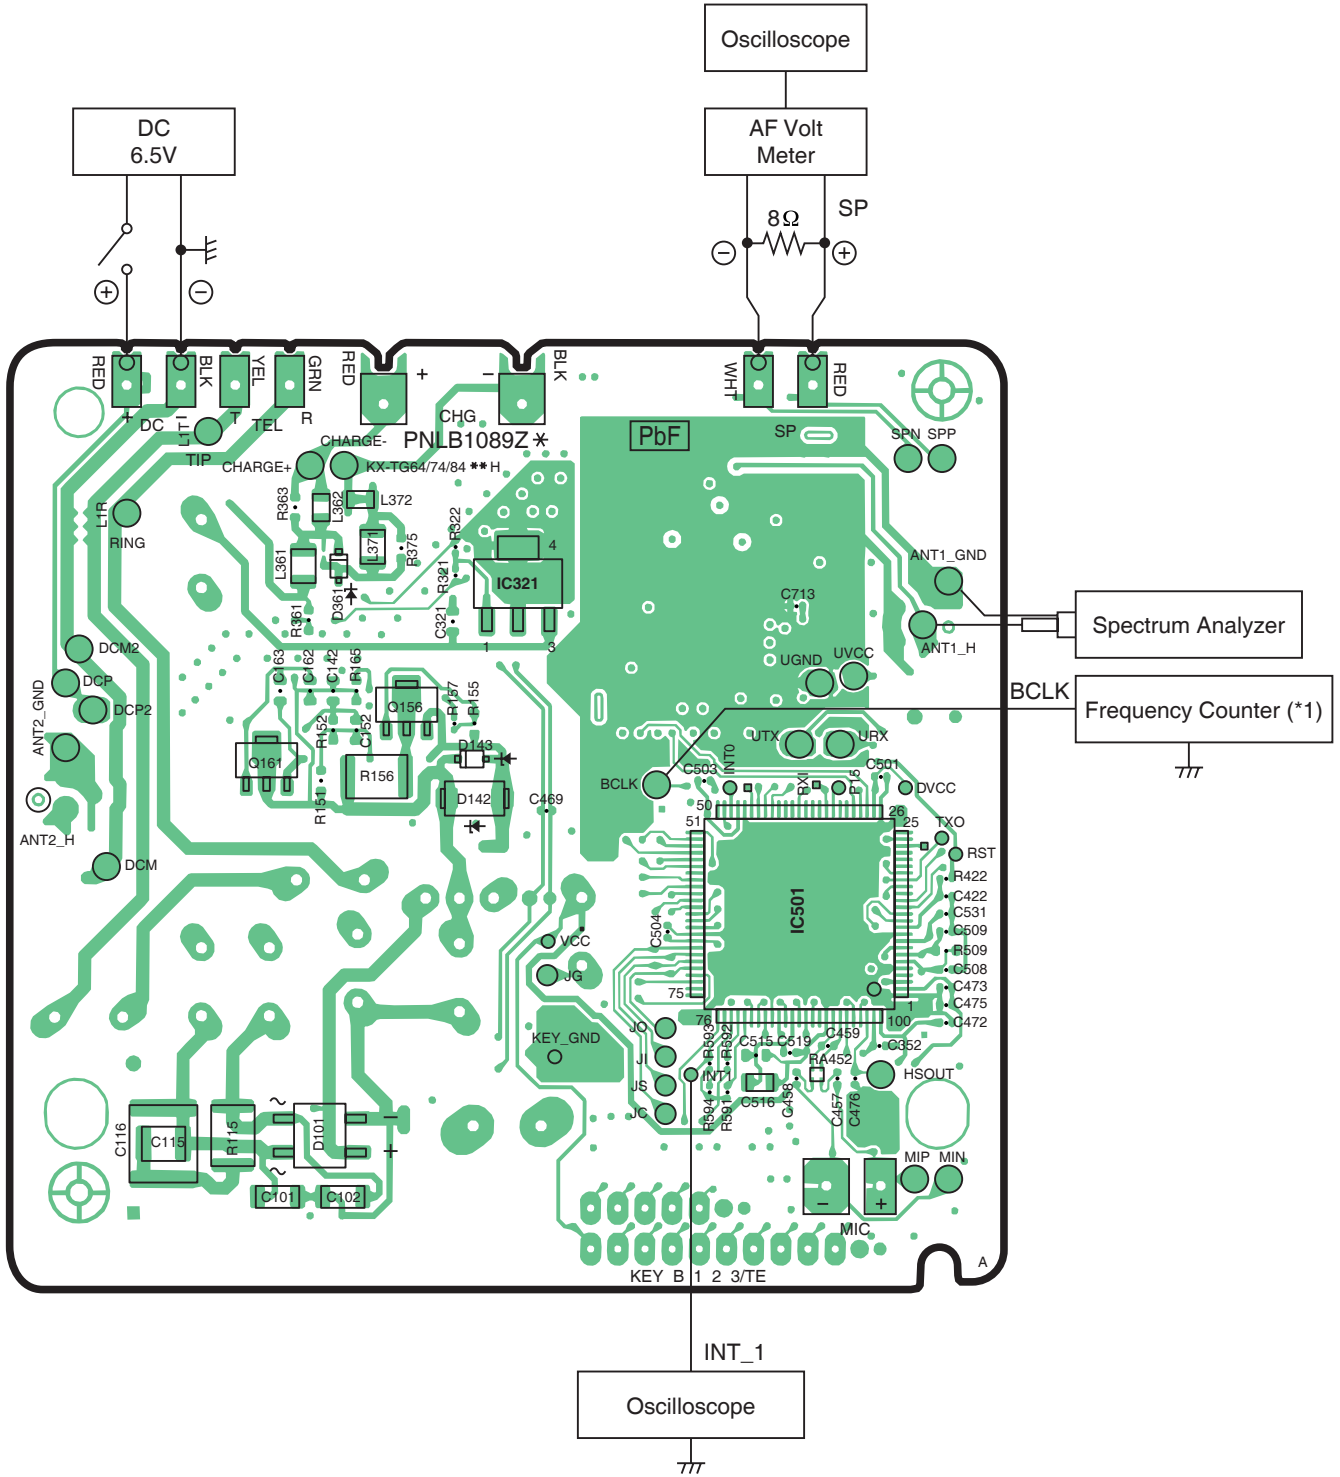 Oscilloscope
DC
6.5V
AF Volt
Meter
8Ω
SP
−
+
+
−
RED
BLK
YEL
GRN
RED
BLK
WHT
RED
+
−
+
DC
−
T
TEL
R
CHG
L1T
TIP
CHARGE-
PNLB1089Z*
PbF
SP
SPN
SPP
CHARGE+
KX-TG64/74/84 **H
L1R
RING
R363
L362
L372
L361
D361
L371
R375
R322
R321
4
IC321
ANT1_GND
C713
R361
C321
1
3
ANT1_H
Spectrum Analyzer
DCM2
DCP
DCP2
ANT2_GND
C163
C162
C142
R165
Q156
R157
R155
UGND
UVCC
BCLK
Frequency Counter (*1)
R152
C152
D143
UTX
URX
Q161
R156
R151
D142
C469
BCLK
C503
INT0
RXI
P15
C501
DVCC
ANT2_H
50
26
51
25
TXO
RST
DCM
R422
C422
C531
C509
R509
C508
C473
C475
C472
IC501
C504
VCC
JG
75
1
76
100
JO
JI
JS
JC
KEY_GND
R593
R592
INT1
R594
R591
C515
C519
C459
RA452
C352
HSOUT
C516
C458
C457
C476
C116
C115
R115
~
D101
−
+
~
C101
C102
MIP
MIN
−
+
MIC
KEY B 1 2 3/TE
A
INT_1
Oscilloscope